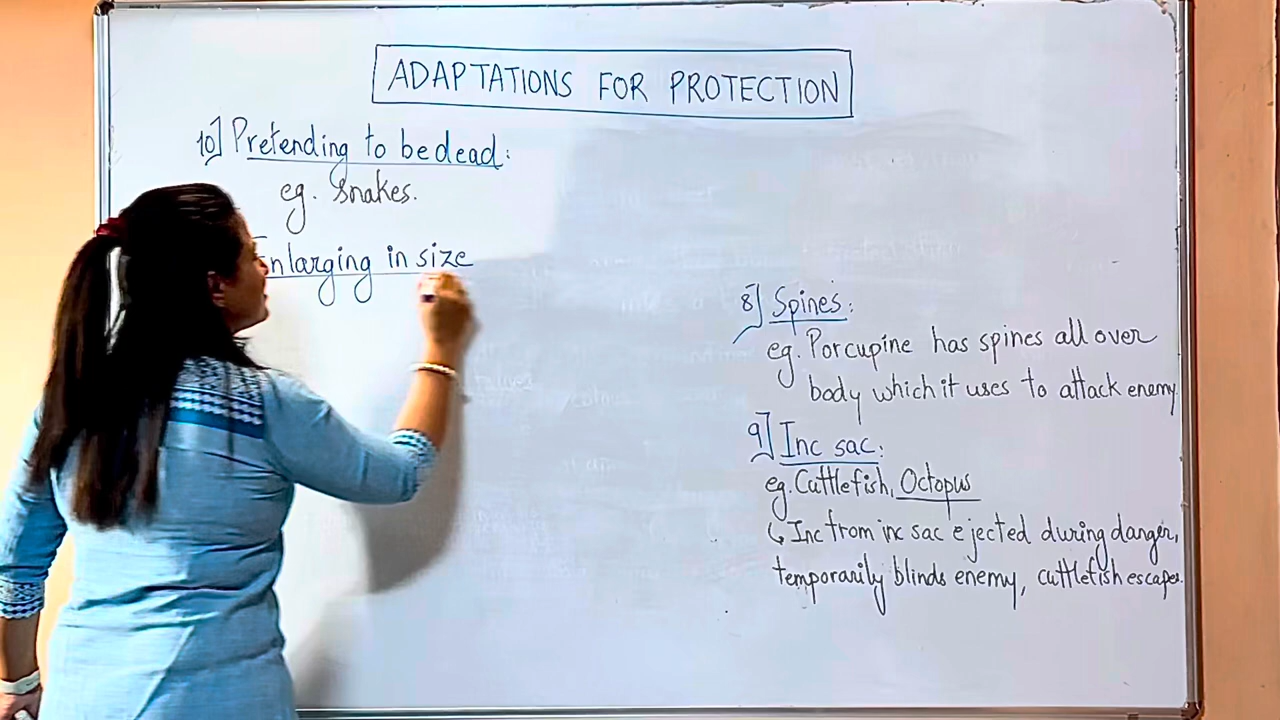 ADAPTATIONS FOR PROTECTION
10] Pretending to be dead:
eg. Snakes.
Enlarging in size
8] Spines:
eg. Porcupine has spines all over
body which it uses to attack enemy
9] Inc sac:
eg. Cuttlefish, Octopus
↳ Inc from inc sac ejected during danger,
temporarily blinds enemy, cuttlefish escapes.